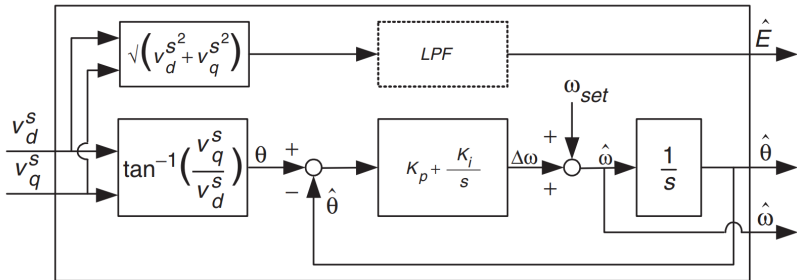 √(v_d^s² + v_q^s²)
LPF
Ê
ω_set
v_d^s
v_q^s
tan⁻¹(v_q^s / v_d^s)
θ
+
−
θ̂
K_p + K_i / s
Δω
+
+
ω̂
1 / s
θ̂
ω̂